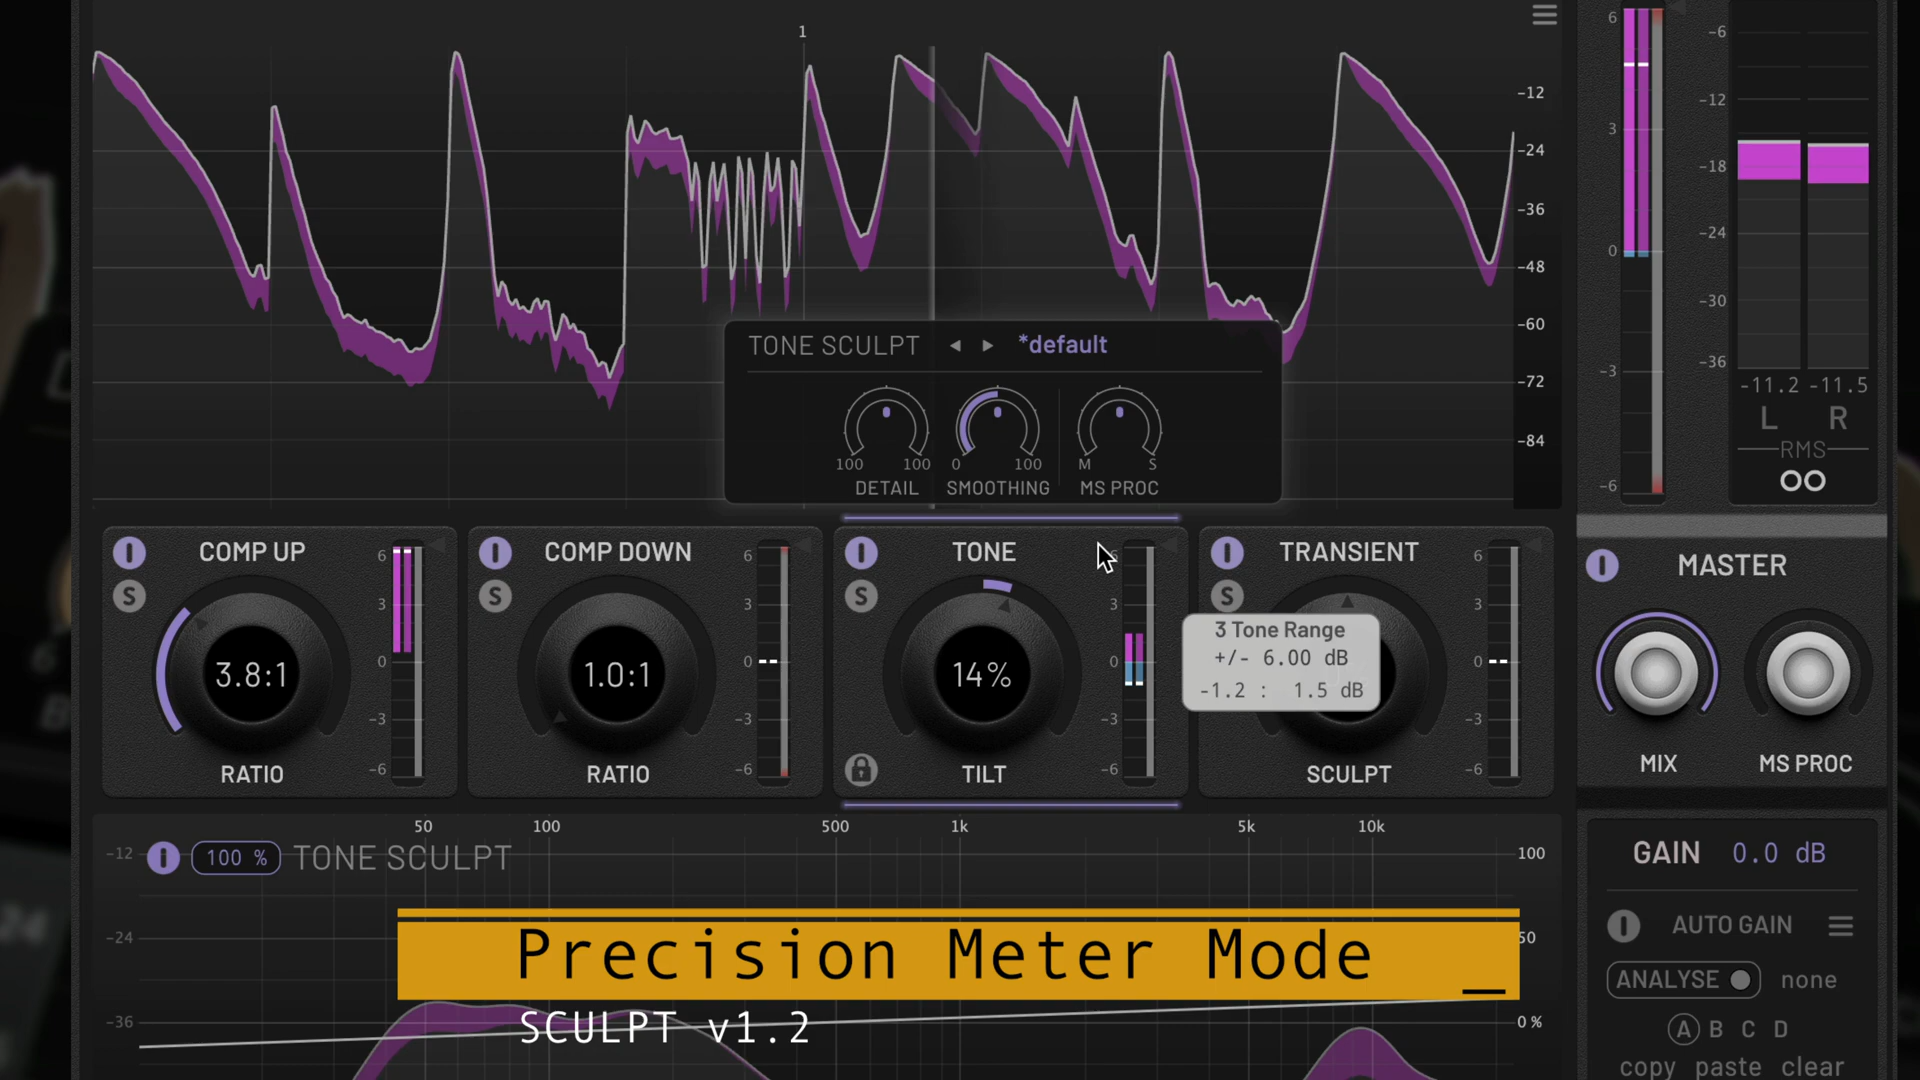 1
-12
-24
-36
-48
-60
-72
-84
6
3
0
-3
-6
-6
-12
-18
-24
-30
-36
-11.2 -11.5
L R
RMS
TONE SCULPT *default
100 100 0 100 M S
DETAIL SMOOTHING MS PROC
COMP UP
S
3.8:1
RATIO
6
3
0
-3
-6
COMP DOWN
S
1.0:1
RATIO
6
3
0
-3
-6
TONE
S
14%
TILT
3
0
-3
-6
TRANSIENT
S
SCULPT
6
3
0
-3
-6
3 Tone Range
+/- 6.00 dB
-1.2 : 1.5 dB
MASTER
MIX MS PROC
50 100 500 1k 5k 10k
-12 100 % TONE SCULPT 100
-24 50
-36 0 %
Precision Meter Mode _
SCULPT v1.2
GAIN 0.0 dB
AUTO GAIN
ANALYSE none
A B C D
copy paste clear